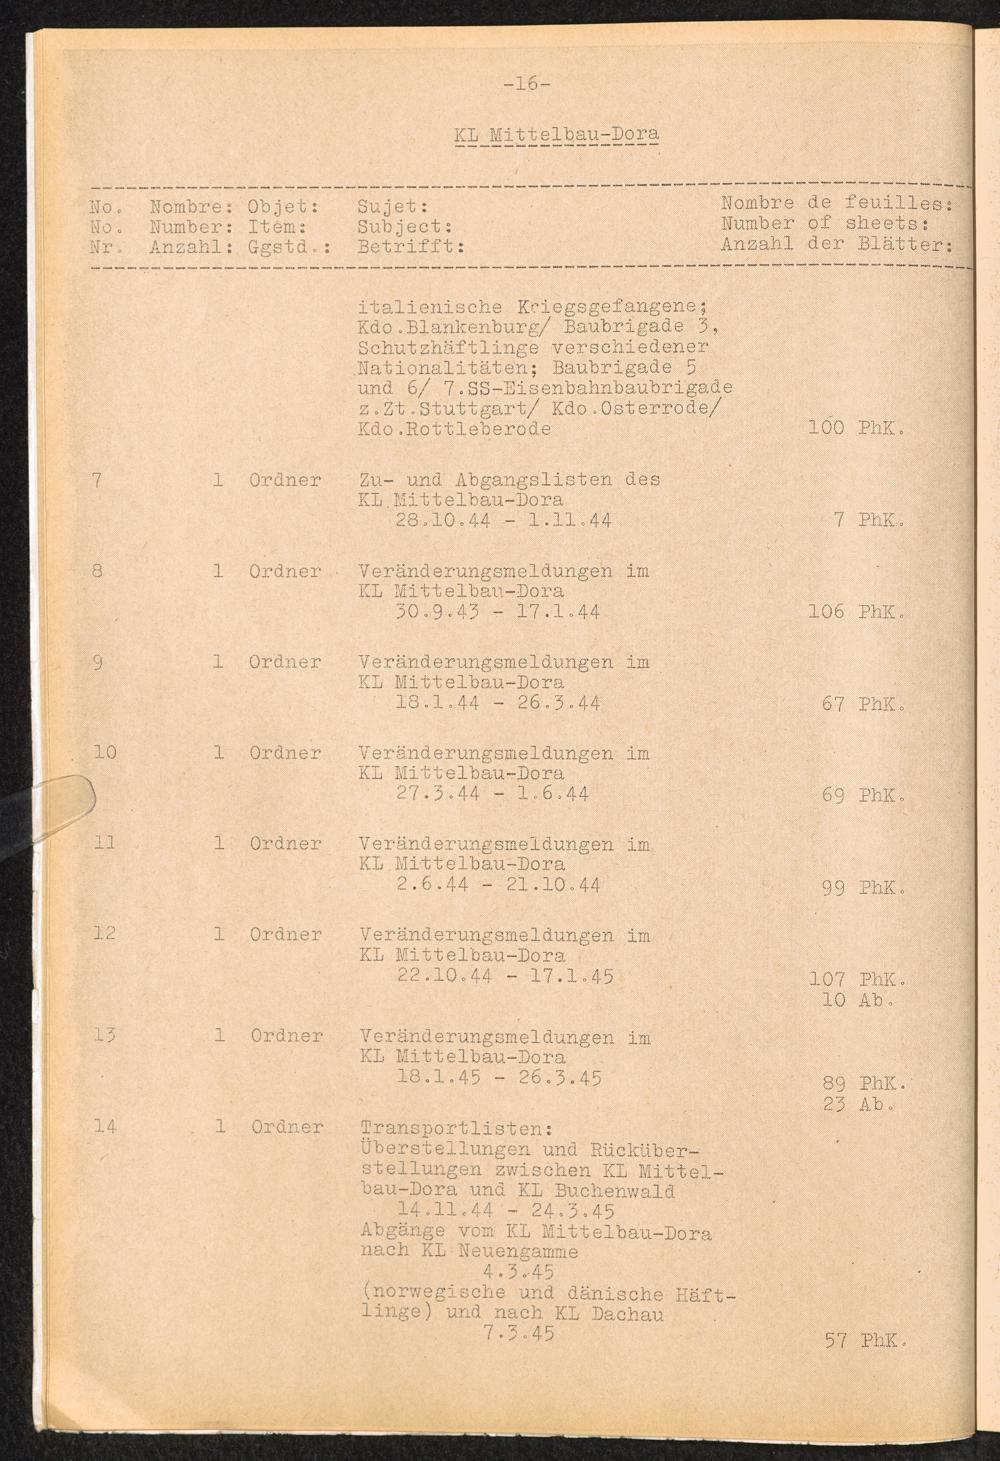 -16-
KL Mittelbau-Dora
No. Nombre: Objet: Sujet: Nombre de feuilles:
No. Number: Item: Subject: Number of sheets:
Nr. Anzahl: Ggstd.: Betrifft: Anzahl der Blätter:
italienische Kriegsgefangene;
Kdo.Blankenburg/ Baubrigade 3,
Schutzhäftlinge verschiedener
Nationalitäten; Baubrigade 5
und 6/ 7.SS-Eisenbahnbaubrigade
z.Zt.Stuttgart/ Kdo.Osterrode/
Kdo.Rottleberode 100 PhK.
7 1 Ordner Zu- und Abgangslisten des
KL Mittelbau-Dora
28.10.44 - 1.11.44 7 PhK.
8 1 Ordner Veränderungsmeldungen im
KL Mittelbau-Dora
30.9.43 - 17.1.44 106 PhK.
9 1 Ordner Veränderungsmeldungen im
KL Mittelbau-Dora
18.1.44 - 26.3.44 67 PhK.
10 1 Ordner Veränderungsmeldungen im
KL Mittelbau-Dora
27.3.44 - 1.6.44 69 PhK.
11 1 Ordner Veränderungsmeldungen im
KL Mittelbau-Dora
2.6.44 - 21.10.44 99 PhK.
12 1 Ordner Veränderungsmeldungen im
KL Mittelbau-Dora
22.10.44 - 17.1.45 107 PhK.
10 Ab.
13 1 Ordner Veränderungsmeldungen im
KL Mittelbau-Dora
18.1.45 - 26.3.45 89 PhK.
23 Ab.
14 1 Ordner Transportlisten:
Überstellungen und Rücküber-
stellungen zwischen KL Mittel-
bau-Dora und KL Buchenwald
14.11.44 - 24.3.45
Abgänge vom KL Mittelbau-Dora
nach KL Neuengamme
4.3.45
(norwegische und dänische Häft-
linge) und nach KL Dachau
7.3.45 57 PhK.